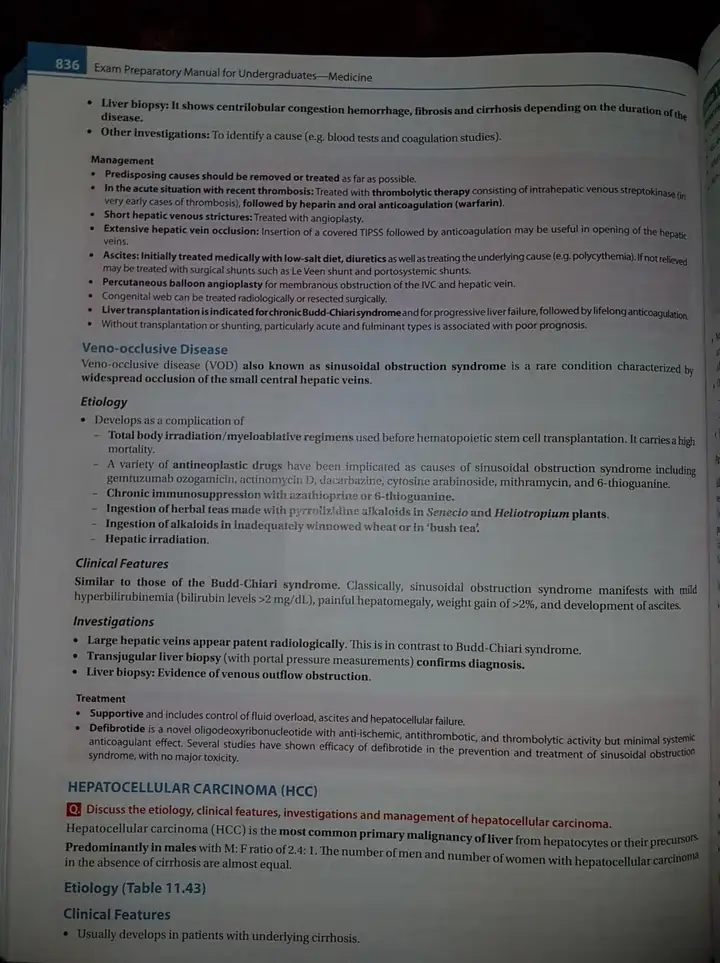 836 Exam Preparatory Manual for Undergraduates—Medicine
• Liver biopsy: It shows centrilobular congestion hemorrhage, fibrosis and cirrhosis depending on the duration of the
disease.
• Other investigations: To identify a cause (e.g. blood tests and coagulation studies).
Management
• Predisposing causes should be removed or treated as far as possible.
• In the acute situation with recent thrombosis: Treated with thrombolytic therapy consisting of intrahepatic venous streptokinase (in
very early cases of thrombosis), followed by heparin and oral anticoagulation (warfarin).
• Short hepatic venous strictures: Treated with angioplasty.
• Extensive hepatic vein occlusion: Insertion of a covered TIPSS followed by anticoagulation may be useful in opening of the hepatic
veins.
• Ascites: Initially treated medically with low-salt diet, diuretics as well as treating the underlying cause (e.g. polycythemia). If not relieved
may be treated with surgical shunts such as Le Veen shunt and portosystemic shunts.
• Percutaneous balloon angioplasty for membranous obstruction of the IVC and hepatic vein.
• Congenital web can be treated radiologically or resected surgically.
• Liver transplantation is indicated for chronic Budd-Chiari syndrome and for progressive liver failure, followed by lifelong anticoagulation.
• Without transplantation or shunting, particularly acute and fulminant types is associated with poor prognosis.
Veno-occlusive Disease
Veno-occlusive disease (VOD) also known as sinusoidal obstruction syndrome is a rare condition characterized by
widespread occlusion of the small central hepatic veins.
Etiology
• Develops as a complication of
– Total body irradiation/myeloablative regimens used before hematopoietic stem cell transplantation. It carries a high
mortality.
– A variety of antineoplastic drugs have been implicated as causes of sinusoidal obstruction syndrome including
gemtuzumab ozogamicin, actinomycin D, dacarbazine, cytosine arabinoside, mithramycin, and 6-thioguanine.
– Chronic immunosuppression with azathioprine or 6-thioguanine.
– Ingestion of herbal teas made with pyrrolizidine alkaloids in Senecio and Heliotropium plants.
– Ingestion of alkaloids in inadequately winnowed wheat or in 'bush tea'.
– Hepatic irradiation.
Clinical Features
Similar to those of the Budd-Chiari syndrome. Classically, sinusoidal obstruction syndrome manifests with mild
hyperbilirubinemia (bilirubin levels >2 mg/dL), painful hepatomegaly, weight gain of >2%, and development of ascites.
Investigations
• Large hepatic veins appear patent radiologically. This is in contrast to Budd-Chiari syndrome.
• Transjugular liver biopsy (with portal pressure measurements) confirms diagnosis.
• Liver biopsy: Evidence of venous outflow obstruction.
Treatment
• Supportive and includes control of fluid overload, ascites and hepatocellular failure.
• Defibrotide is a novel oligodeoxyribonucleotide with anti-ischemic, antithrombotic, and thrombolytic activity but minimal systemic
anticoagulant effect. Several studies have shown efficacy of defibrotide in the prevention and treatment of sinusoidal obstruction
syndrome, with no major toxicity.
HEPATOCELLULAR CARCINOMA (HCC)
Q. Discuss the etiology, clinical features, investigations and management of hepatocellular carcinoma.
Hepatocellular carcinoma (HCC) is the most common primary malignancy of liver from hepatocytes or their precursors.
Predominantly in males with M: F ratio of 2.4: 1. The number of men and number of women with hepatocellular carcinoma
in the absence of cirrhosis are almost equal.
Etiology (Table 11.43)
Clinical Features
• Usually develops in patients with underlying cirrhosis.